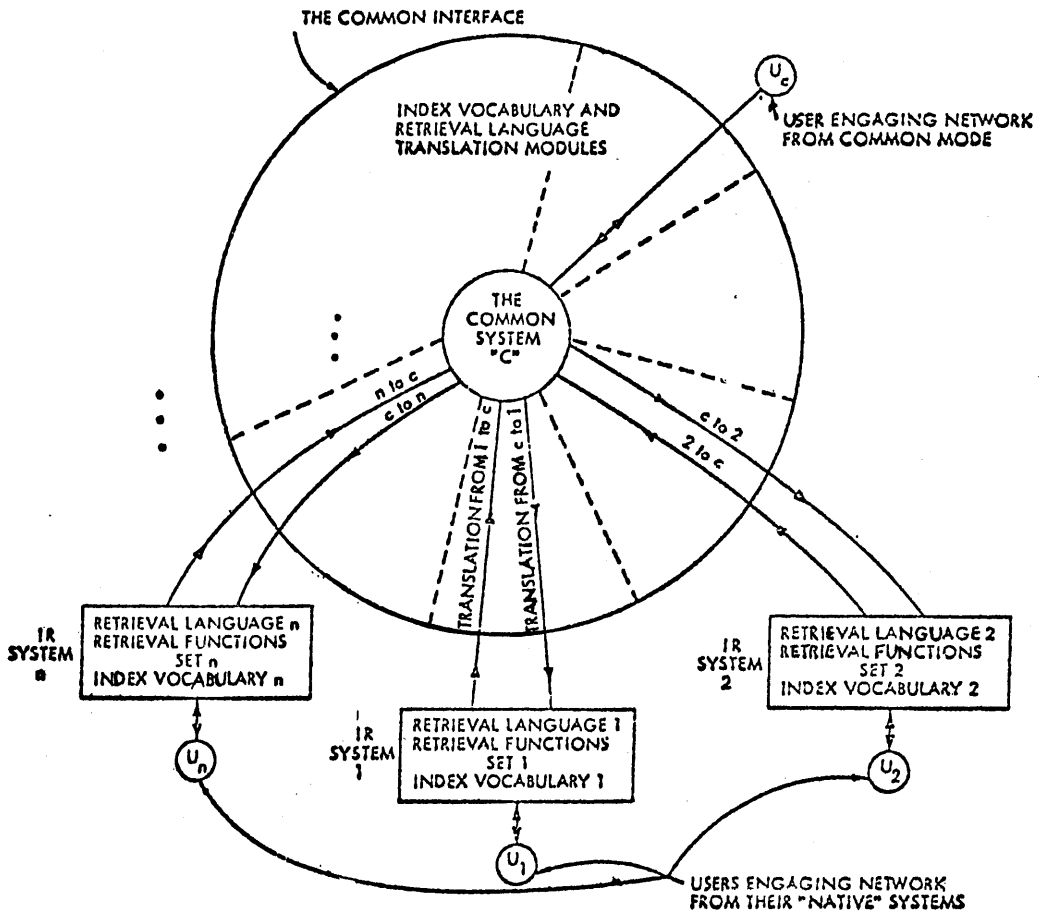 THE COMMON INTERFACE
INDEX VOCABULARY AND
RETRIEVAL LANGUAGE
TRANSLATION MODULES
Uc
USER ENGAGING NETWORK
FROM COMMON MODE
THE
COMMON
SYSTEM
"C"
n to c
c to n
TRANSLATION FROM 1 to c
TRANSLATION FROM c to 1
c to 2
2 to c
IR
SYSTEM
n
RETRIEVAL LANGUAGE n
RETRIEVAL FUNCTIONS
SET n
INDEX VOCABULARY n
Un
IR
SYSTEM
1
RETRIEVAL LANGUAGE 1
RETRIEVAL FUNCTIONS
SET 1
INDEX VOCABULARY 1
U1
IR
SYSTEM
2
RETRIEVAL LANGUAGE 2
RETRIEVAL FUNCTIONS
SET 2
INDEX VOCABULARY 2
U2
USERS ENGAGING NETWORK
FROM THEIR "NATIVE" SYSTEMS